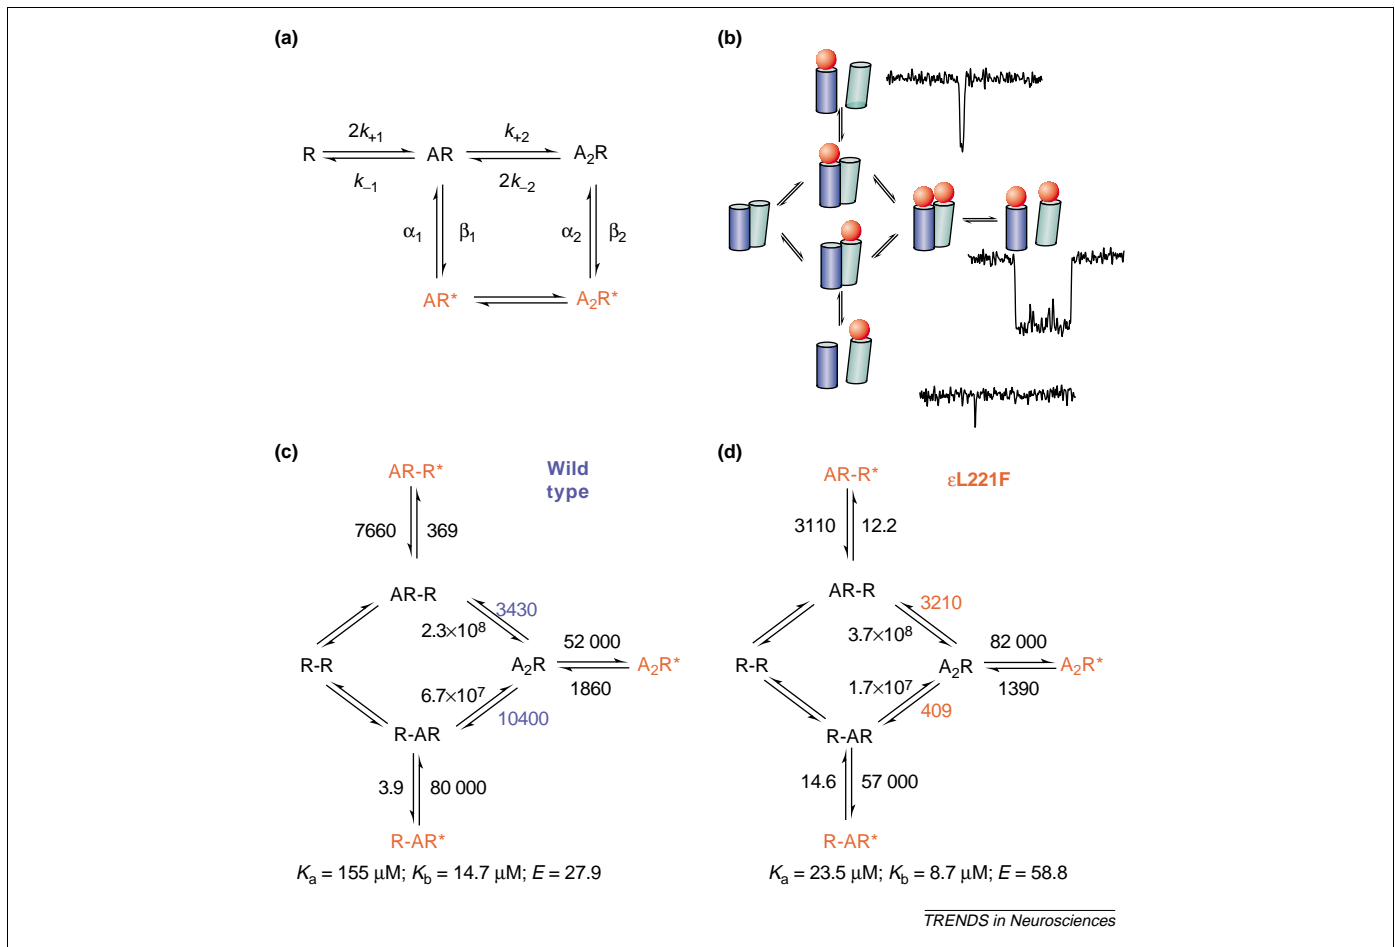 (a)
2k+1
k+2
R
AR
A2R
k−1
2k−2
α1
β1
α2
β2
AR*
A2R*
(b)
(c)
Wild
type
AR-R*
7660
369
AR-R
3430
2.3×10^8
52 000
R-R
A2R
A2R*
1860
6.7×10^7
10400
R-AR
3.9
80 000
R-AR*
Ka = 155 μM; Kb = 14.7 μM; E = 27.9
(d)
εL221F
AR-R*
3110
12.2
AR-R
3210
3.7×10^8
82 000
R-R
A2R
A2R*
1390
1.7×10^7
409
R-AR
14.6
57 000
R-AR*
Ka = 23.5 μM; Kb = 8.7 μM; E = 58.8
TRENDS in Neurosciences